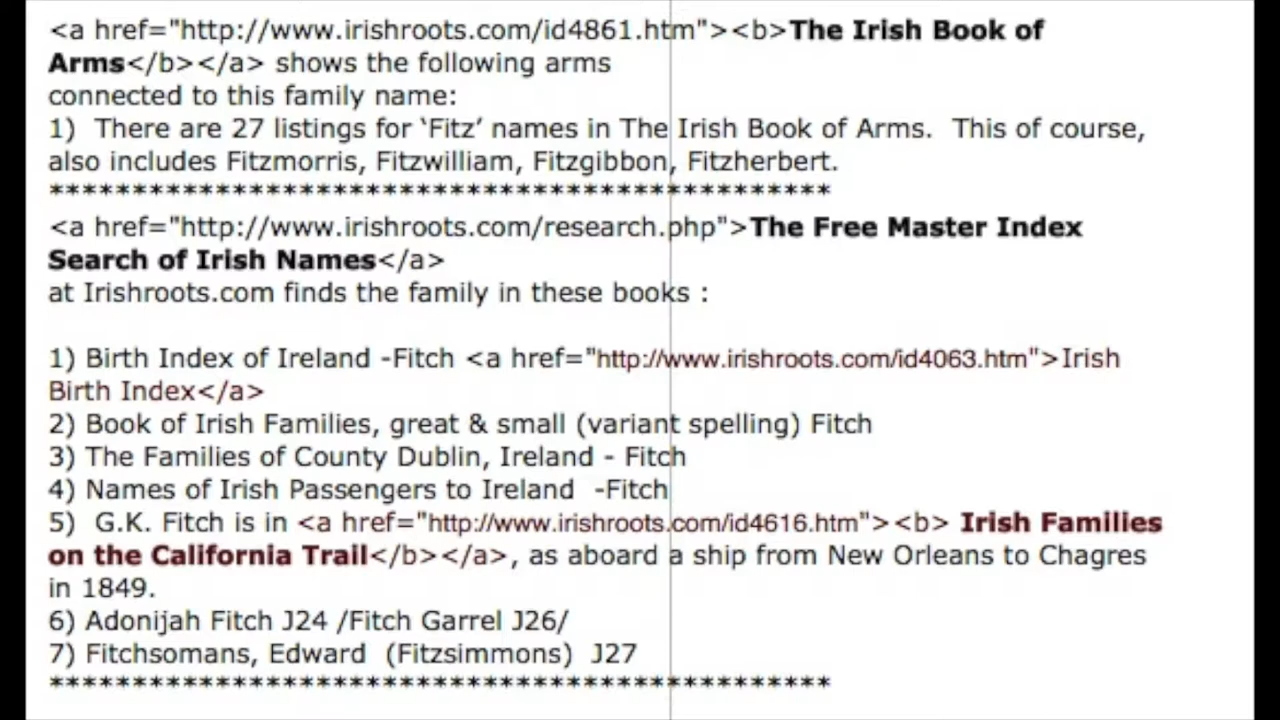 <a href="http://www.irishroots.com/id4861.htm"><b>The Irish Book of
Arms</b></a> shows the following arms
connected to this family name:
1)  There are 27 listings for ‘Fitz’ names in The Irish Book of Arms.  This of course,
also includes Fitzmorris, Fitzwilliam, Fitzgibbon, Fitzherbert.
***********************************************
<a href="http://www.irishroots.com/research.php">The Free Master Index
Search of Irish Names</a>
at Irishroots.com finds the family in these books :
1) Birth Index of Ireland -Fitch <a href="http://www.irishroots.com/id4063.htm">Irish
Birth Index</a>
2) Book of Irish Families, great & small (variant spelling) Fitch
3) The Families of County Dublin, Ireland - Fitch
4) Names of Irish Passengers to Ireland  -Fitch
5)  G.K. Fitch is in <a href="http://www.irishroots.com/id4616.htm"><b> Irish Families
on the California Trail</b></a>, as aboard a ship from New Orleans to Chagres
in 1849.
6) Adonijah Fitch J24 /Fitch Garrel J26/
7) Fitchsomans, Edward  (Fitzsimmons)  J27
***********************************************